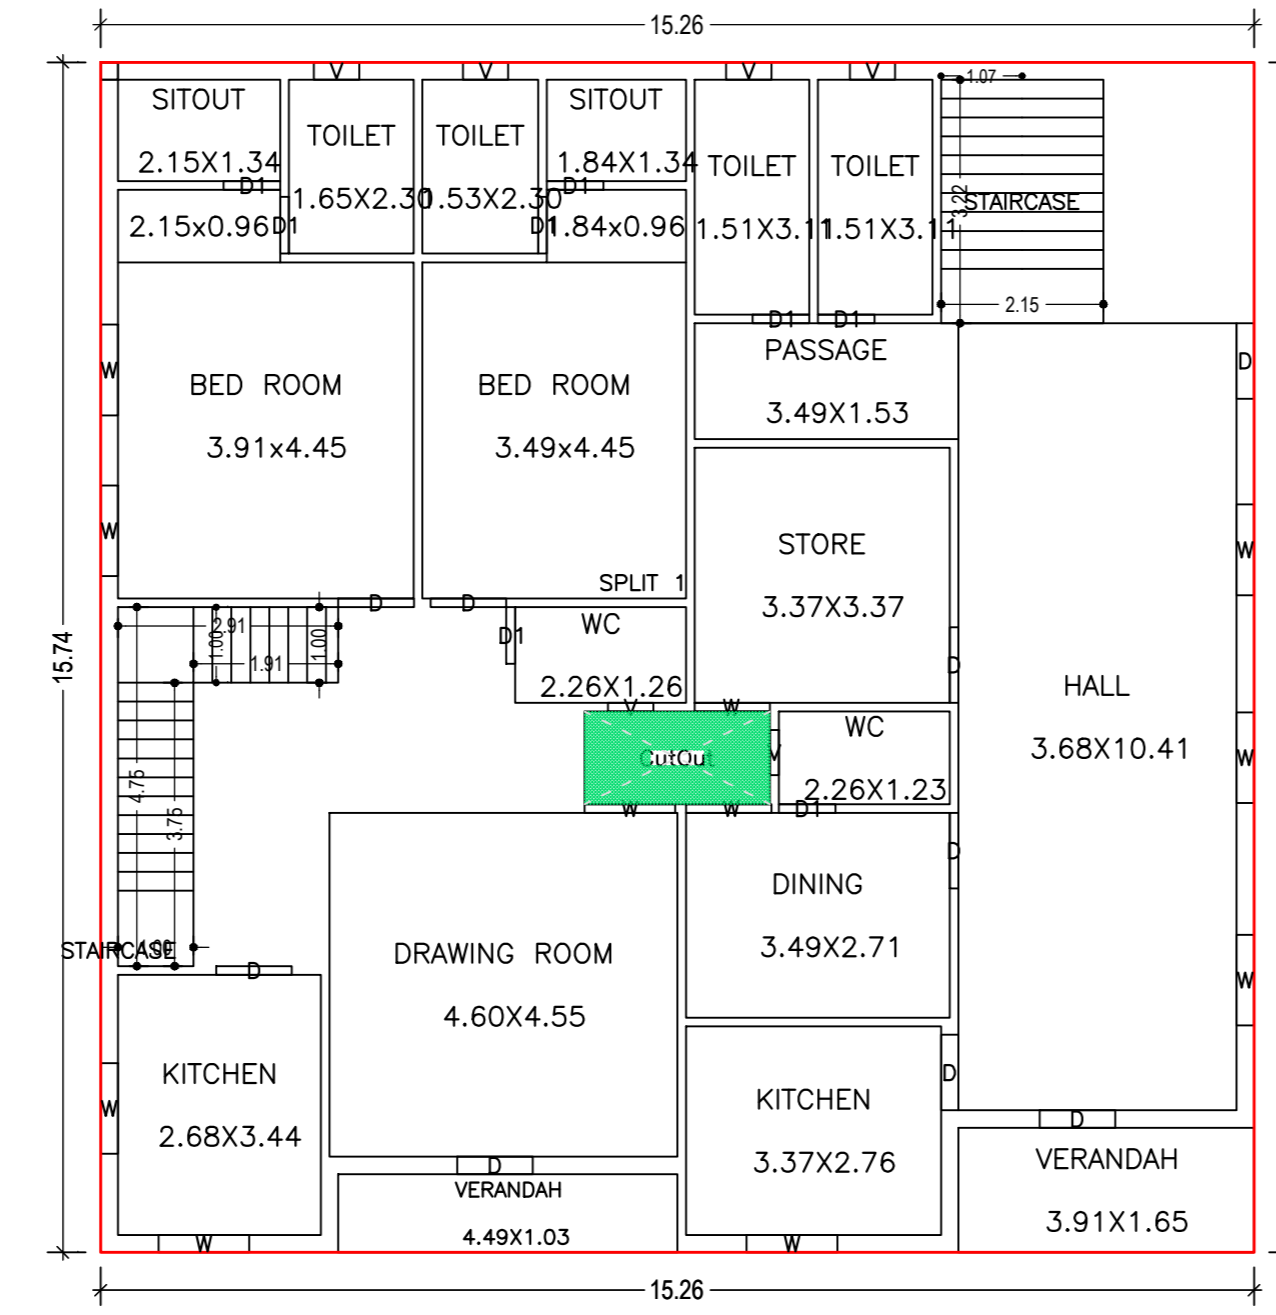 15.26
V
V
V
V
1.07
SITOUT
2.15X1.34
TOILET
1.65X2.30
TOILET
1.53X2.30
SITOUT
1.84X1.34
TOILET
1.51X3.11
TOILET
1.51X3.11
STAIRCASE
3.22
2.15
D1
2.15x0.96
D1
D1
D1
1.84x0.96
D1
D1
PASSAGE
3.49X1.53
D
W
BED ROOM
3.91x4.45
BED ROOM
3.49x4.45
W
STORE
3.37X3.37
W
SPLIT 1
D
D
2.91
1.00
1.00
1.91
D1
WC
2.26X1.26
D
HALL
3.68X10.41
15.74
V
W
CutOut
V
WC
2.26X1.23
W
4.75
3.75
W
W
D1
D
DINING
3.49X2.71
STAIRCASE
1.00
D
DRAWING ROOM
4.60X4.55
W
KITCHEN
2.68X3.44
W
KITCHEN
3.37X2.76
D
D
D
VERANDAH
4.49X1.03
VERANDAH
3.91X1.65
W
W
15.26